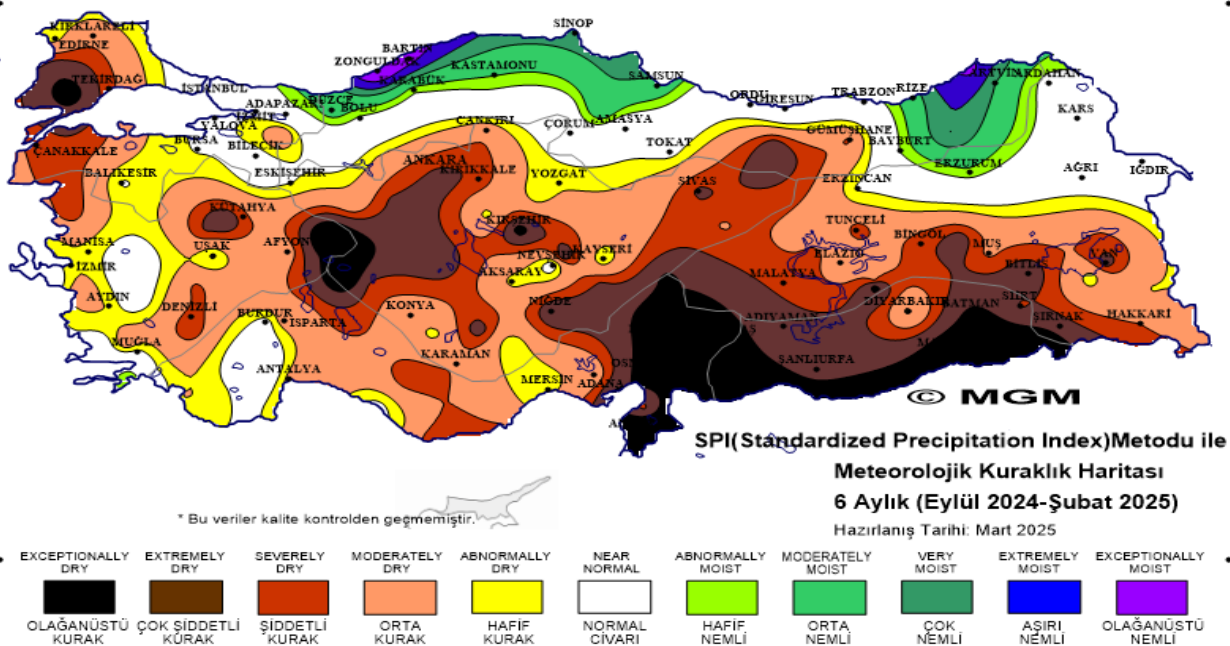 SİNOP
KIRKLARELİ
EDİRNE
BARTIN
ZONGULDAK
KASTAMONU
TEKİRDAĞ
KARABÜK
SAMSUN
ARTVİN
ARDAHAN
İSTANBUL
DÜZCE
ORDU
GİRESUN
TRABZON
RİZE
ADAPAZARI
BOLU
KARS
YALOVA
ÇANKIRI
ÇORUM
AMASYA
GÜMÜŞHANE
BURSA
BİLECİK
TOKAT
BAYBURT
ÇANAKKALE
ANKARA
ERZURUM
BALIKESİR
ESKİŞEHİR
KIRIKKALE
YOZGAT
SİVAS
ERZİNCAN
AĞRI
IĞDIR
KÜTAHYA
KIRŞEHİR
TUNCELİ
MANİSA
UŞAK
AFYON
NEVŞEHİR
KAYSERİ
ELAZIĞ
BİNGÖL
MUŞ
VAN
İZMİR
AKSARAY
MALATYA
BİTLİS
AYDIN
DENİZLİ
KONYA
NİĞDE
DİYARBAKIR
BATMAN
SİİRT
BURDUR
ISPARTA
ADIYAMAN
ŞIRNAK
HAKKARİ
MUĞLA
KARAMAN
ŞANLIURFA
ANTALYA
MERSİN
ADANA
© MGM
SPI(Standardized Precipitation Index)Metodu ile
Meteorolojik Kuraklık Haritası
6 Aylık (Eylül 2024-Şubat 2025)
Hazırlanış Tarihi: Mart 2025
* Bu veriler kalite kontrolden geçmemiştir.
EXCEPTIONALLY DRY
EXTREMELY DRY
SEVERELY DRY
MODERATELY DRY
ABNORMALLY DRY
NEAR NORMAL
ABNORMALLY MOIST
MODERATELY MOIST
VERY MOIST
EXTREMELY MOIST
EXCEPTIONALLY MOIST
OLAĞANÜSTÜ KURAK
ÇOK ŞİDDETLİ KURAK
ŞİDDETLİ KURAK
ORTA KURAK
HAFİF KURAK
NORMAL CİVARI
HAFİF NEMLİ
ORTA NEMLİ
ÇOK NEMLİ
AŞIRI NEMLİ
OLAĞANÜSTÜ NEMLİ